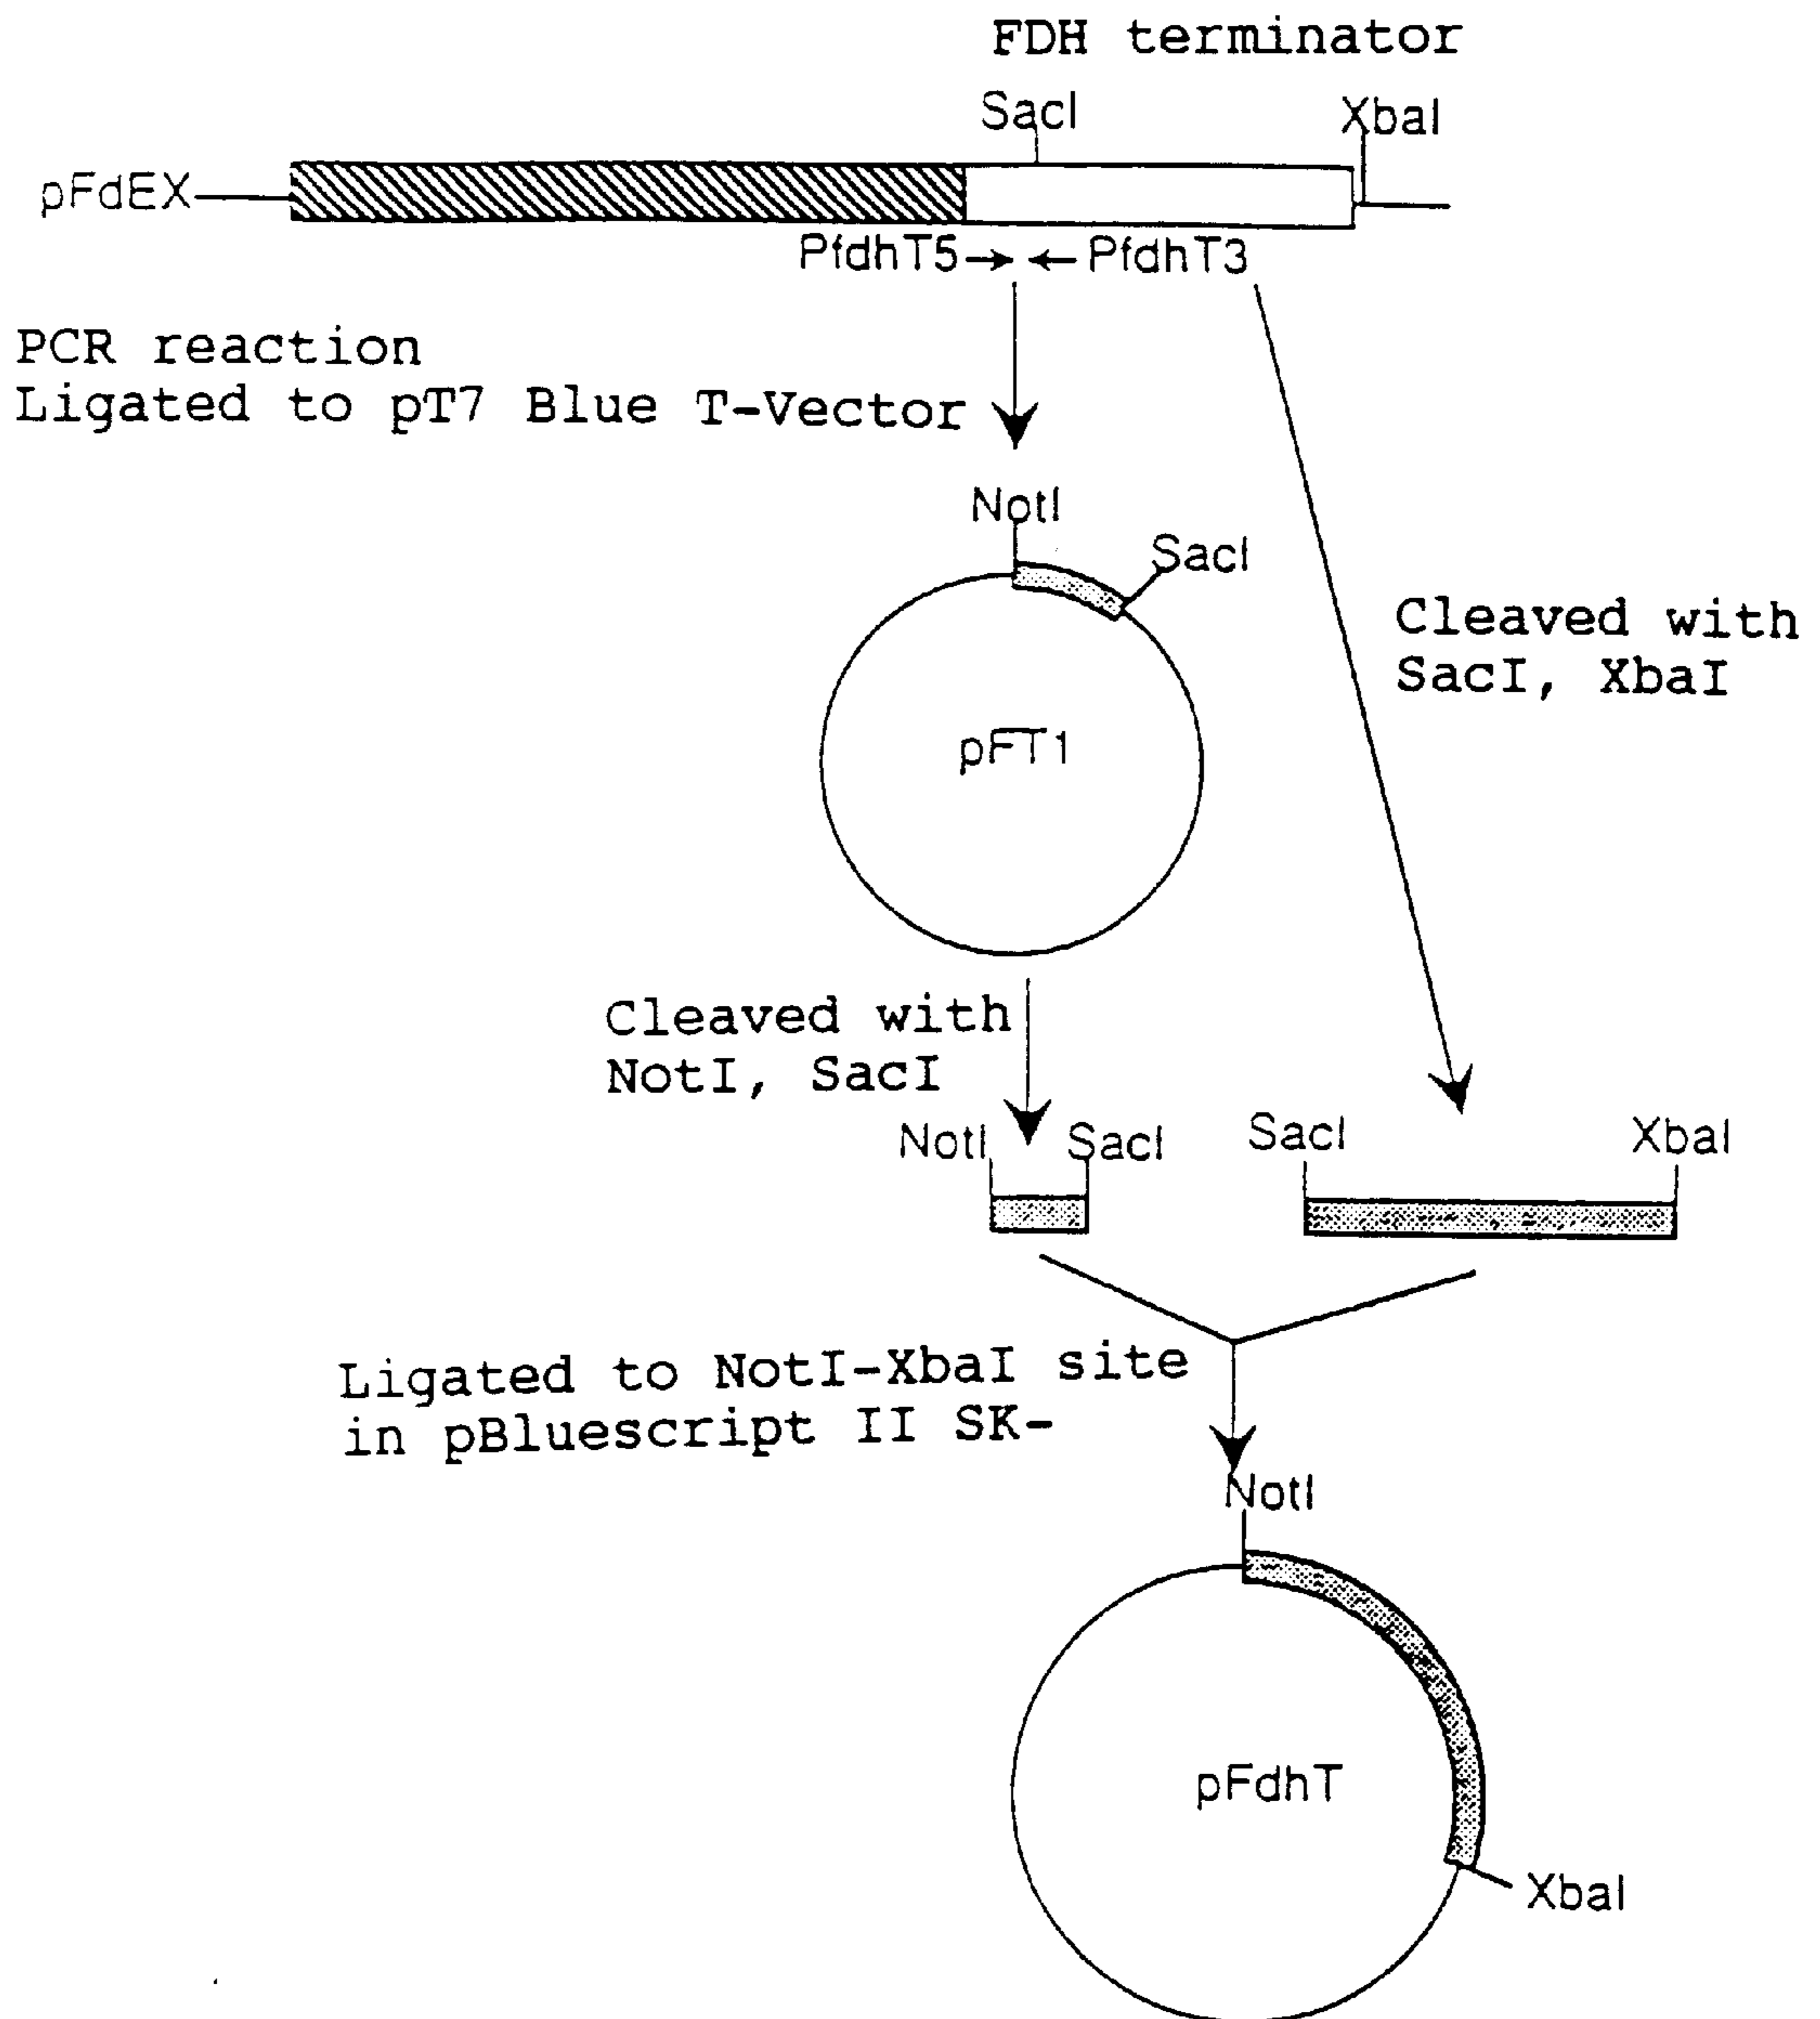 FDH terminator
SacI
XbaI
pFdEX
PfdhT5
PfdhT3
PCR reaction
Ligated to pT7 Blue T-Vector
NotI
SacI
Cleaved with
SacI, XbaI
pFT1
Cleaved with
NotI, SacI
NotI
SacI
SacI
XbaI
Ligated to NotI-XbaI site
in pBluescript II SK-
NotI
pFdhT
XbaI